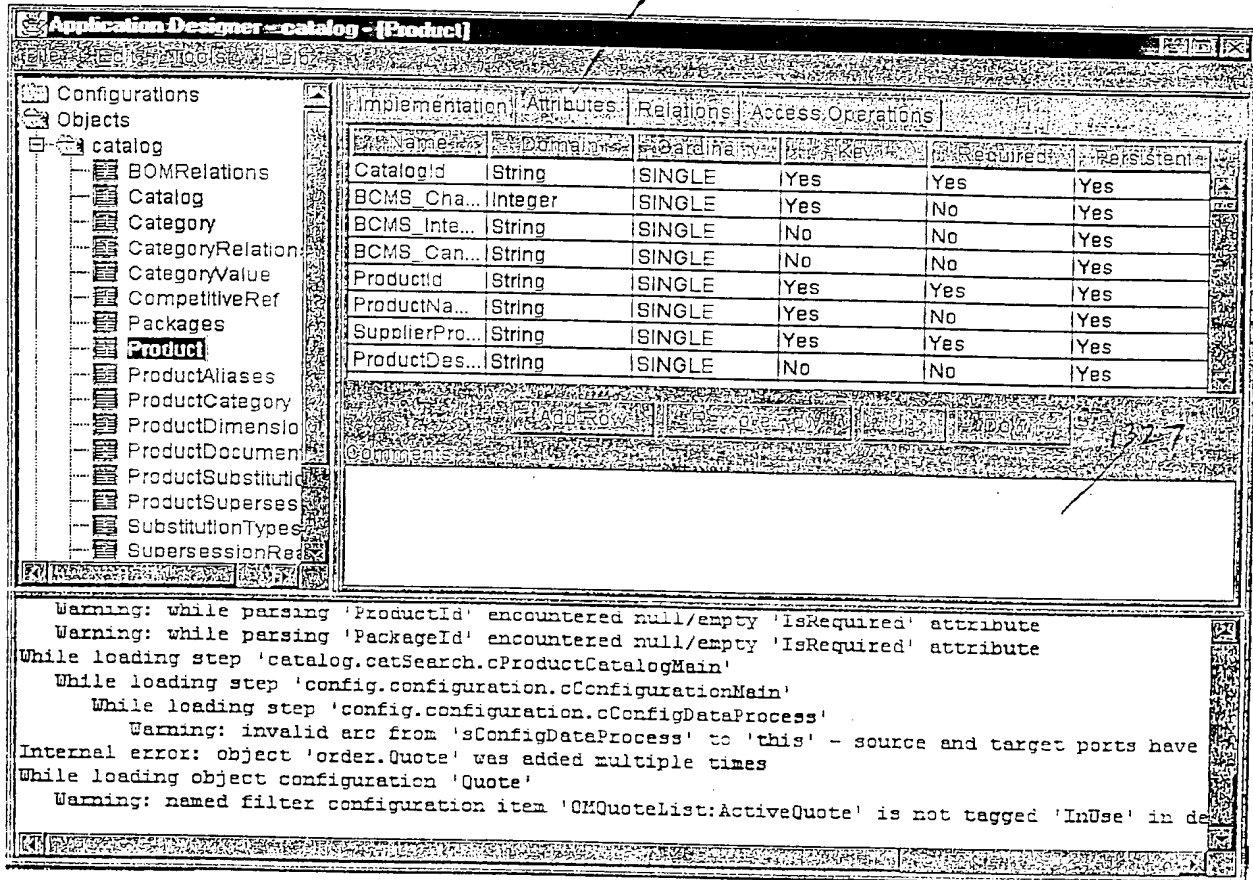 Application Designer - catalog - [Product]
File Edit Tools Help
Configurations
Objects
catalog
BOMRelations
Catalog
Category
CategoryRelation
CategoryValue
CompetitiveRef
Packages
Product
ProductAliases
ProductCategory
ProductDimensio
ProductDocumen
ProductSubstitutio
ProductSuperses
SubstitutionTypes
SupersessionRea
Implementation Attributes Relations Access Operations
Name Domain Cardina Key Required Persistent
CatalogId String SINGLE Yes Yes Yes
BCMS_Cha... Integer SINGLE Yes No Yes
BCMS_Inte... String SINGLE No No Yes
BCMS_Can... String SINGLE No No Yes
ProductId String SINGLE Yes Yes Yes
ProductNa... String SINGLE Yes No Yes
SupplierPro... String SINGLE Yes Yes Yes
ProductDes... String SINGLE No No Yes
Add Row Up Down
1327
Comments
Warning: while parsing 'ProductId' encountered null/empty 'IsRequired' attribute
Warning: while parsing 'PackageId' encountered null/empty 'IsRequired' attribute
While loading step 'catalog.catSearch.cProductCatalogMain'
While loading step 'config.configuration.cConfigurationMain'
While loading step 'config.configuration.cConfigDataProcess'
Warning: invalid arc from 'sConfigDataProcess' to 'this' - source and target ports have
Internal error: object 'order.Quote' was added multiple times
While loading object configuration 'Quote'
Warning: named filter configuration item 'OMQuoteList:ActiveQuote' is not tagged 'InUse' in de